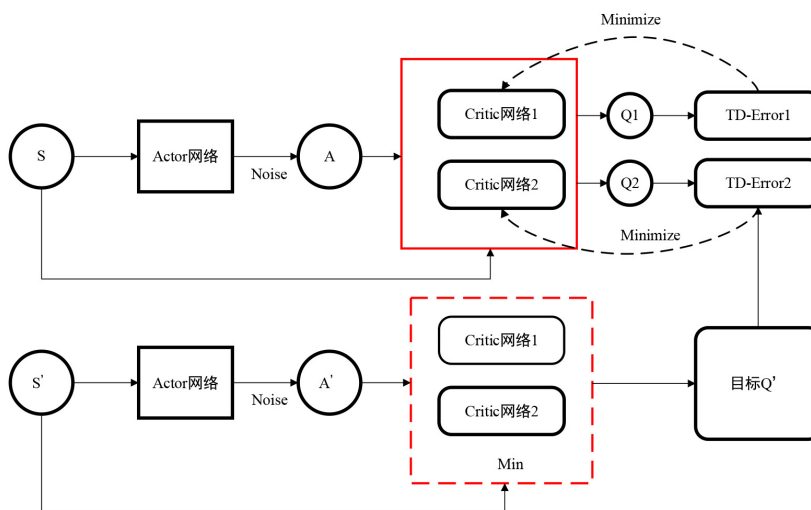 Minimize
Critic网络1
Q1
TD-Error1
S
Actor网络
Noise
A
Critic网络2
Q2
TD-Error2
Minimize
Critic网络1
S'
Actor网络
Noise
A'
目标Q’
Critic网络2
Min